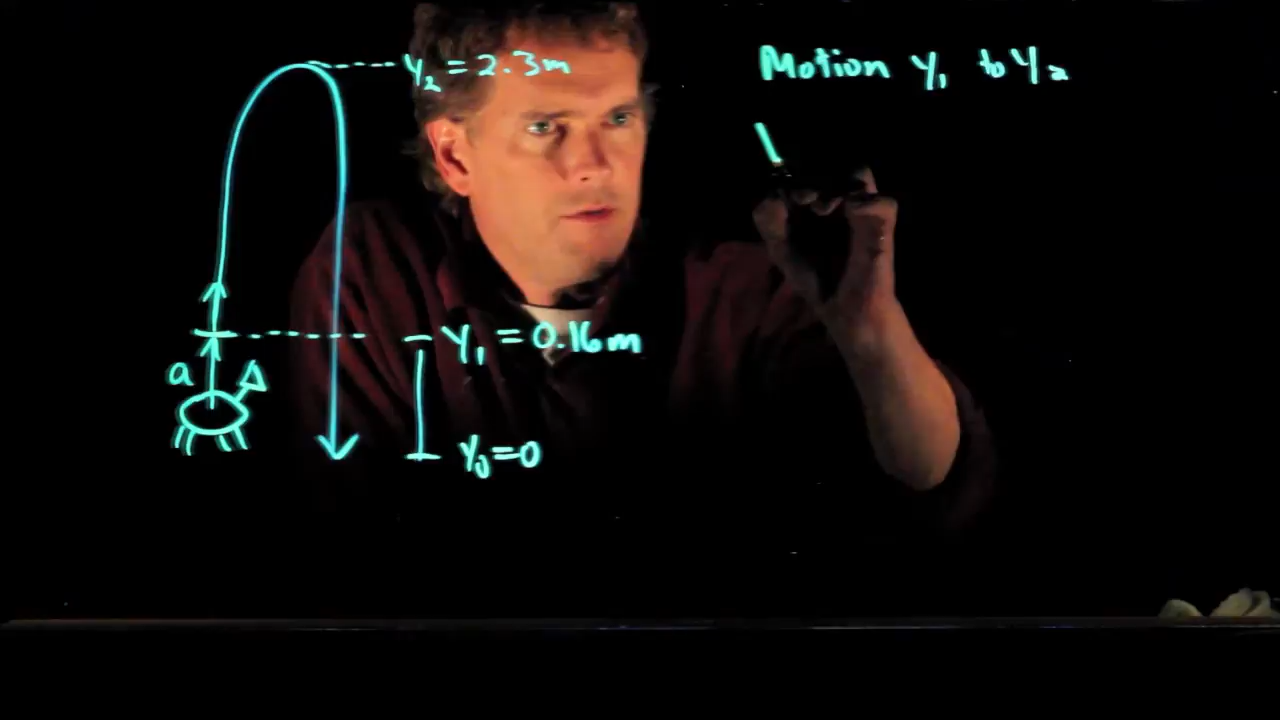 y₂ = 2.3m
Motion y₁ to y₂
a
y₁ = 0.16m
y₀=0